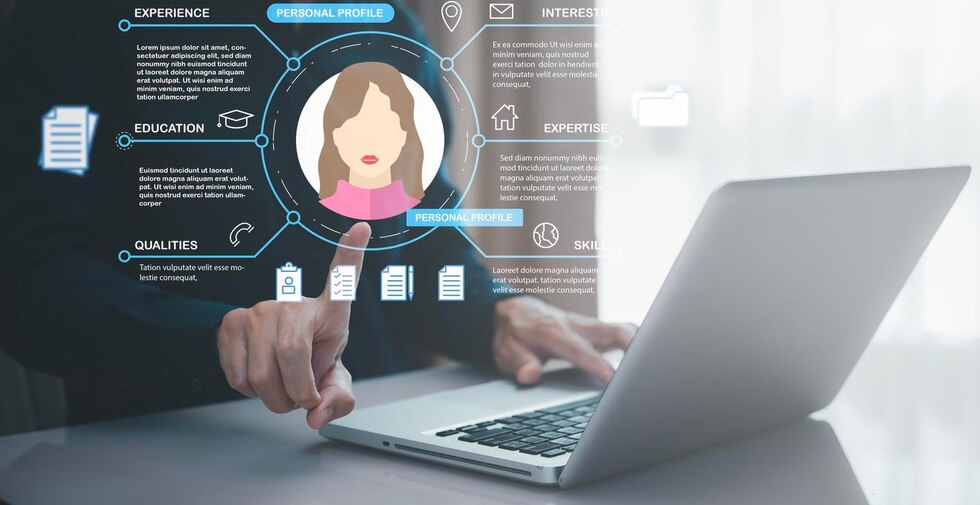 EXPERIENCE
PERSONAL PROFILE
INTERESTS
Lorem ipsum dolor sit amet, con-
sectetuer adipiscing elit, sed diam
nonummy nibh euismod tincidunt
ut laoreet dolore magna aliquam
erat volutpat. Ut wisi enim ad
minim veniam, quis nostrud exerci
tation ullamcorper
Ex ea commodo Ut wisi enim ad
minim veniam, quis nostrud
exerci tation dolor in hendrerit
in vulputate velit esse molestie
consequat,
EDUCATION
EXPERTISE
Euismod tincidunt ut laoreet
dolore magna aliquam erat volut-
pat. Ut wisi enim ad minim veniam,
quis nostrud exerci tation ullam-
corper
Sed diam nonummy nibh euis-
mod tincidunt ut laoreet dolore
magna aliquam erat volutpat.
tation vulputate velit esse mo-
lestie consequat,
PERSONAL PROFILE
QUALITIES
SKILL
Tation vulputate velit esse mo-
lestie consequat,
Laoreet dolore magna aliquam
erat volutpat. tation vulputate
velit esse molestie consequat,